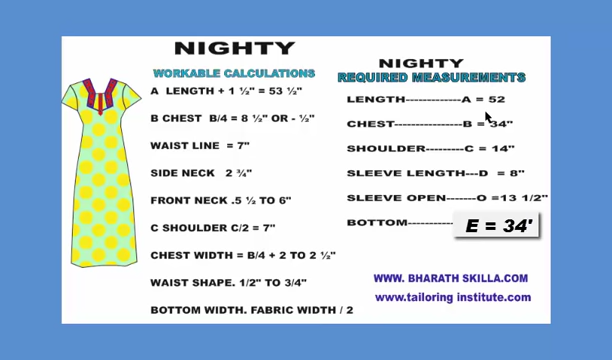 NIGHTY
WORKABLE CALCULATIONS
A LENGTH + 1 ½" = 53 ½"
B CHEST B/4 = 8 ½" OR - ½"
WAIST LINE = 7"
SIDE NECK 2 ¾"
FRONT NECK .5 ½ TO 6"
C SHOULDER C/2 = 7"
CHEST WIDTH = B/4 + 2 TO 2 ½"
WAIST SHAPE. 1/2" TO 3/4"
BOTTOM WIDTH. FABRIC WIDTH / 2
NIGHTY
REQUIRED MEASUREMENTS
LENGTH-------------A = 52
CHEST----------------B = 34"
SHOULDER---------C = 14"
SLEEVE LENGTH---D = 8"
SLEEVE OPEN-------O =13 1/2"
BOTTOM----------
E = 34'
WWW. BHARATH SKILLA.COM
www.tailoring institute.com